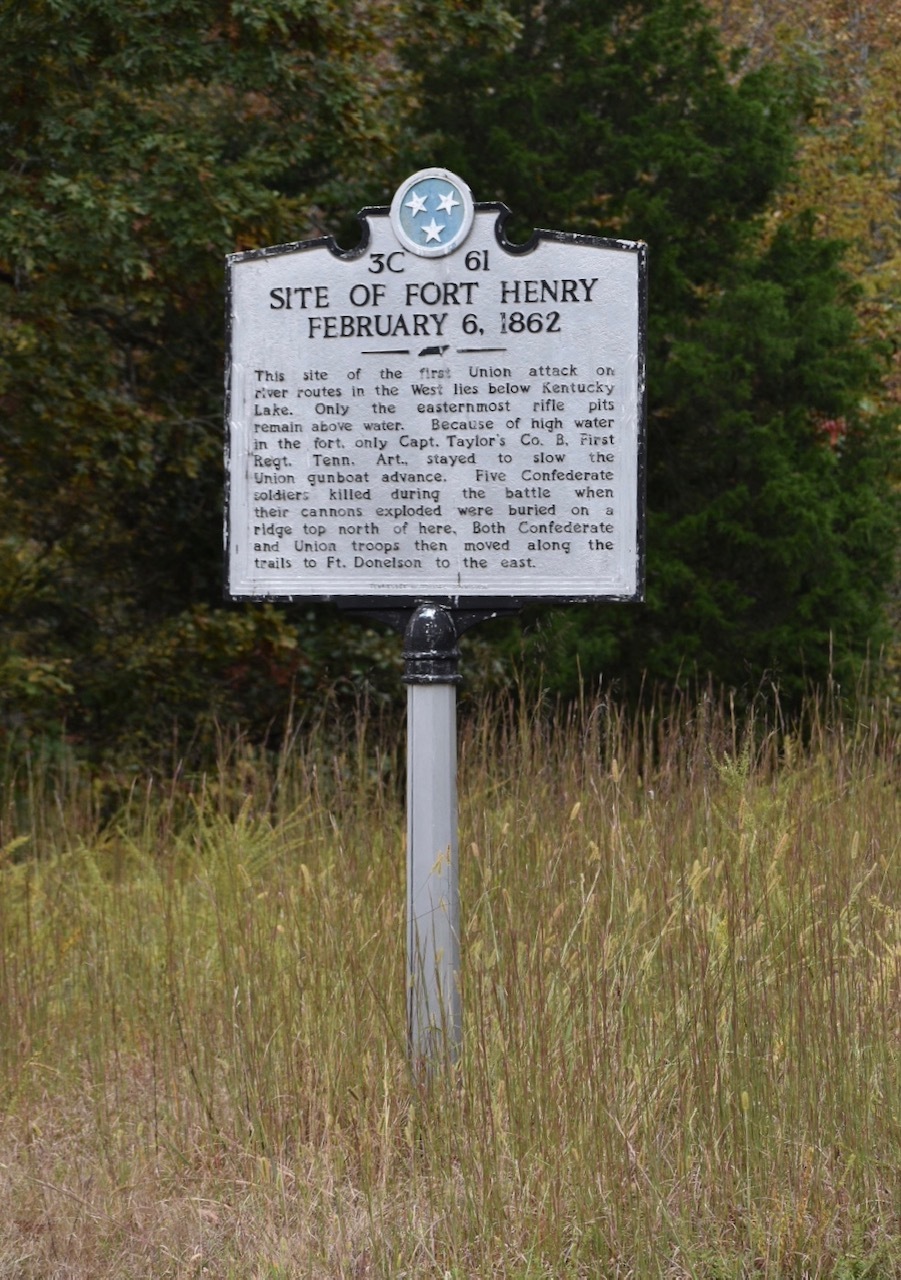 3C 61
SITE OF FORT HENRY
FEBRUARY 6, 1862
This site of the first Union attack on
river routes in the West lies below Kentucky
Lake. Only the easternmost rifle pits
remain above water. Because of high water
in the fort, only Capt. Taylor's Co. B, First
Regt. Tenn. Art., stayed to slow the
Union gunboat advance. Five Confederate
soldiers killed during the battle when
their cannons exploded were buried on a
ridge top north of here. Both Confederate
and Union troops then moved along the
trails to Ft. Donelson to the east.